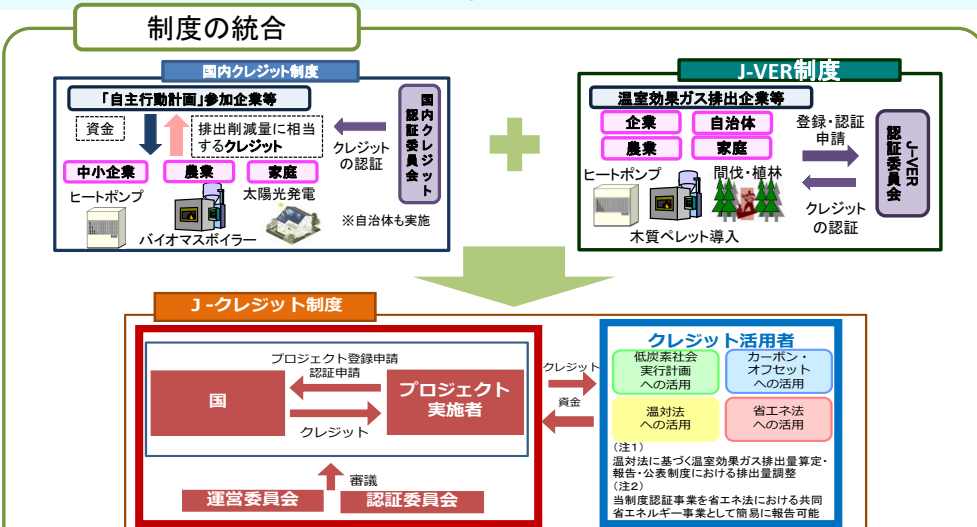 制度の統合
国内クレジット制度
「自主行動計画」参加企業等
資金
排出削減量に相当
するクレジット
クレジット
の認証
国内クレジット
認証委員会
中小企業
農業
家庭
ヒートポンプ
バイオマスボイラー
太陽光発電
※自治体も実施
J-VER制度
温室効果ガス排出企業等
企業
自治体
農業
家庭
登録・認証
申請
クレジット
の認証
J-VER
認証委員会
ヒートポンプ
間伐・植林
木質ペレット導入
J-クレジット制度
プロジェクト登録申請
認証申請
国
プロジェクト
実施者
クレジット
審議
運営委員会
認証委員会
クレジット
資金
クレジット活用者
低炭素社会
実行計画
への活用
カーボン・
オフセット
への活用
温対法
への活用
省エネ法
への活用
(注1)
温対法に基づく温室効果ガス排出量算定・
報告・公表制度における排出量調整
(注2)
当制度認証事業を省エネ法における共同
省エネルギー事業として簡易に報告可能